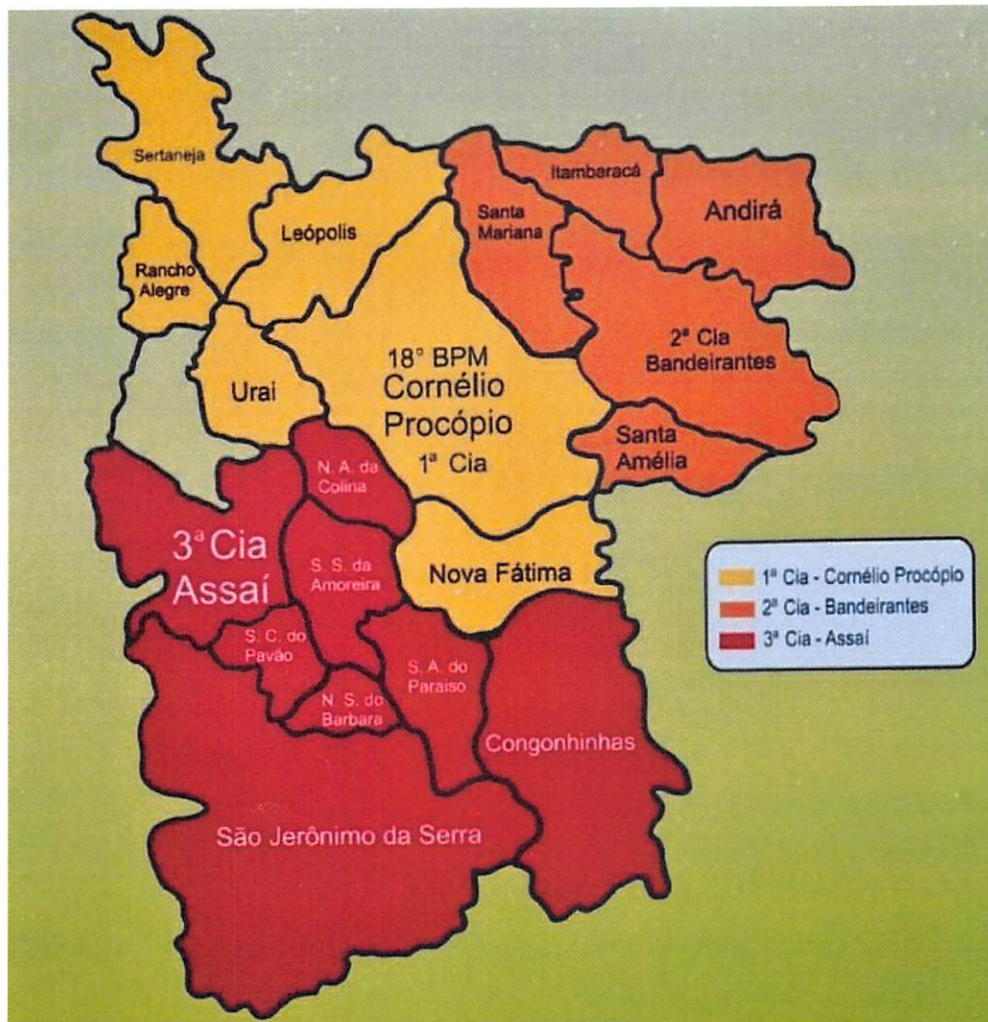 Sertaneja
Itambaracá
Andirá
Leópolis
Santa
Mariana
Rancho
Alegre
2ª Cia
Bandeirantes
18° BPM
Cornélio
Procópio
1ª Cia
Urai
Santa
Amélia
N. A. da
Colina
3ª Cia
Assaí
S. S. da
Amoreira
Nova Fátima
1ª Cia - Cornélio Procópio
2ª Cia - Bandeirantes
3ª Cia - Assaí
S. C. do
Pavão
S. A. do
Paraiso
N. S. do
Barbara
Congonhinhas
São Jerônimo da Serra